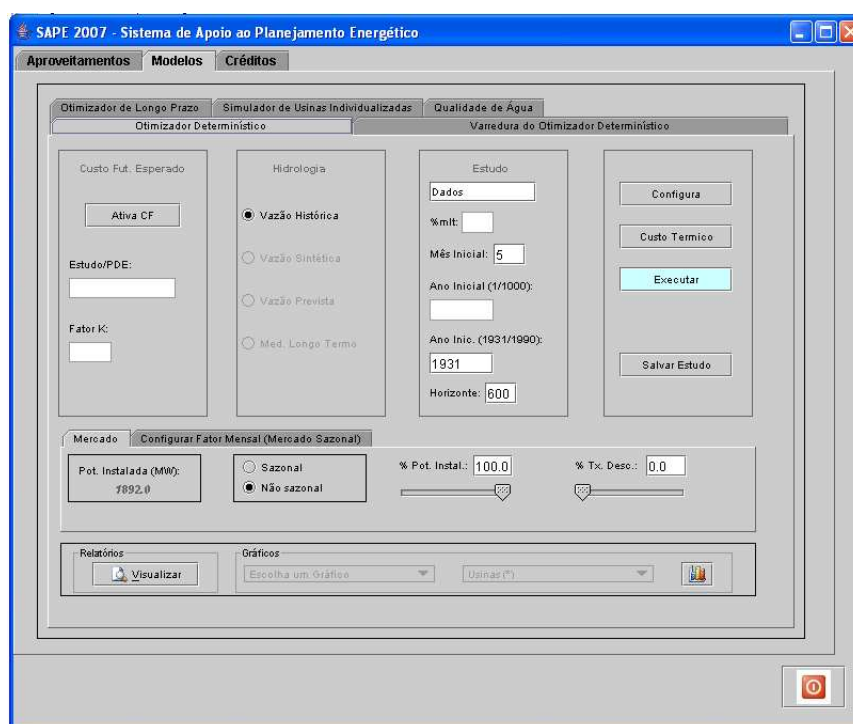 SAPE 2007 - Sistema de Apoio ao Planejamento Energético
Aproveitamentos Modelos Créditos
Otimizador de Longo Prazo Simulador de Usinas Individualizadas Qualidade de Água
Otimizador Determinístico Varredura do Otimizador Determinístico
Custo Fut. Esperado
Ativa CF
Estudo/PDE:
Fator K:
Hidrologia
Vazão Histórica
Vazão Sintética
Vazão Prevista
Med. Longo Termo
Estudo
Dados
%mlt:
Mês Inicial: 5
Ano Inicial (1/1000):
Ano Inic. (1931/1990):
1931
Horizonte: 600
Configura
Custo Termico
Executar
Salvar Estudo
Mercado Configurar Fator Mensal (Mercado Sazonal)
Pot. Instalada (MW):
1892.0
Sazonal
Não sazonal
% Pot. Instal.: 100.0
% Tx. Desc.: 0.0
Relatórios
Visualizar
Gráficos
Escolha um Gráfico
Usinas (*)